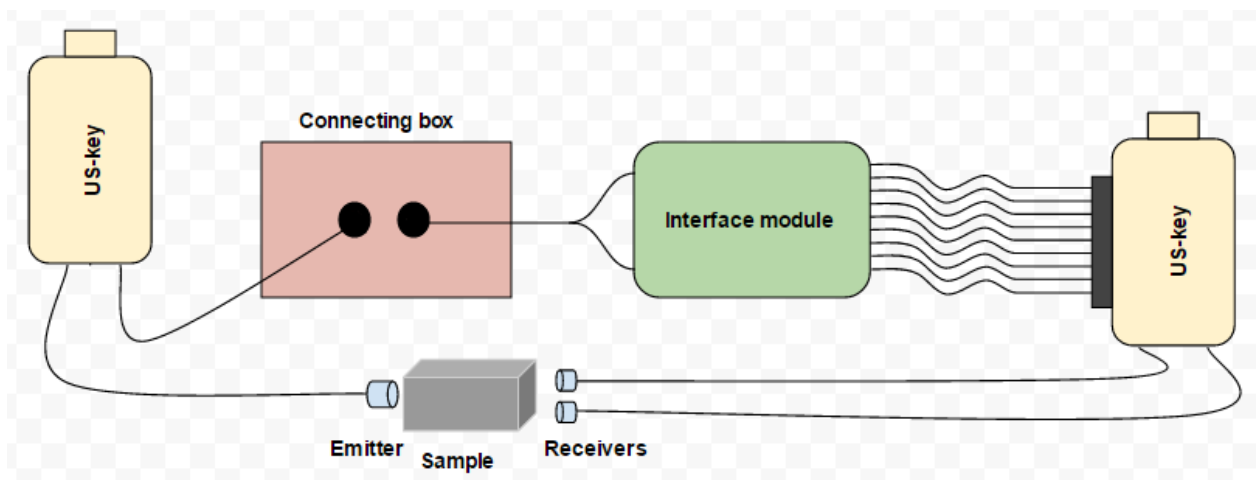 US-key
Connecting box
Interface module
US-key
Emitter
Sample
Receivers